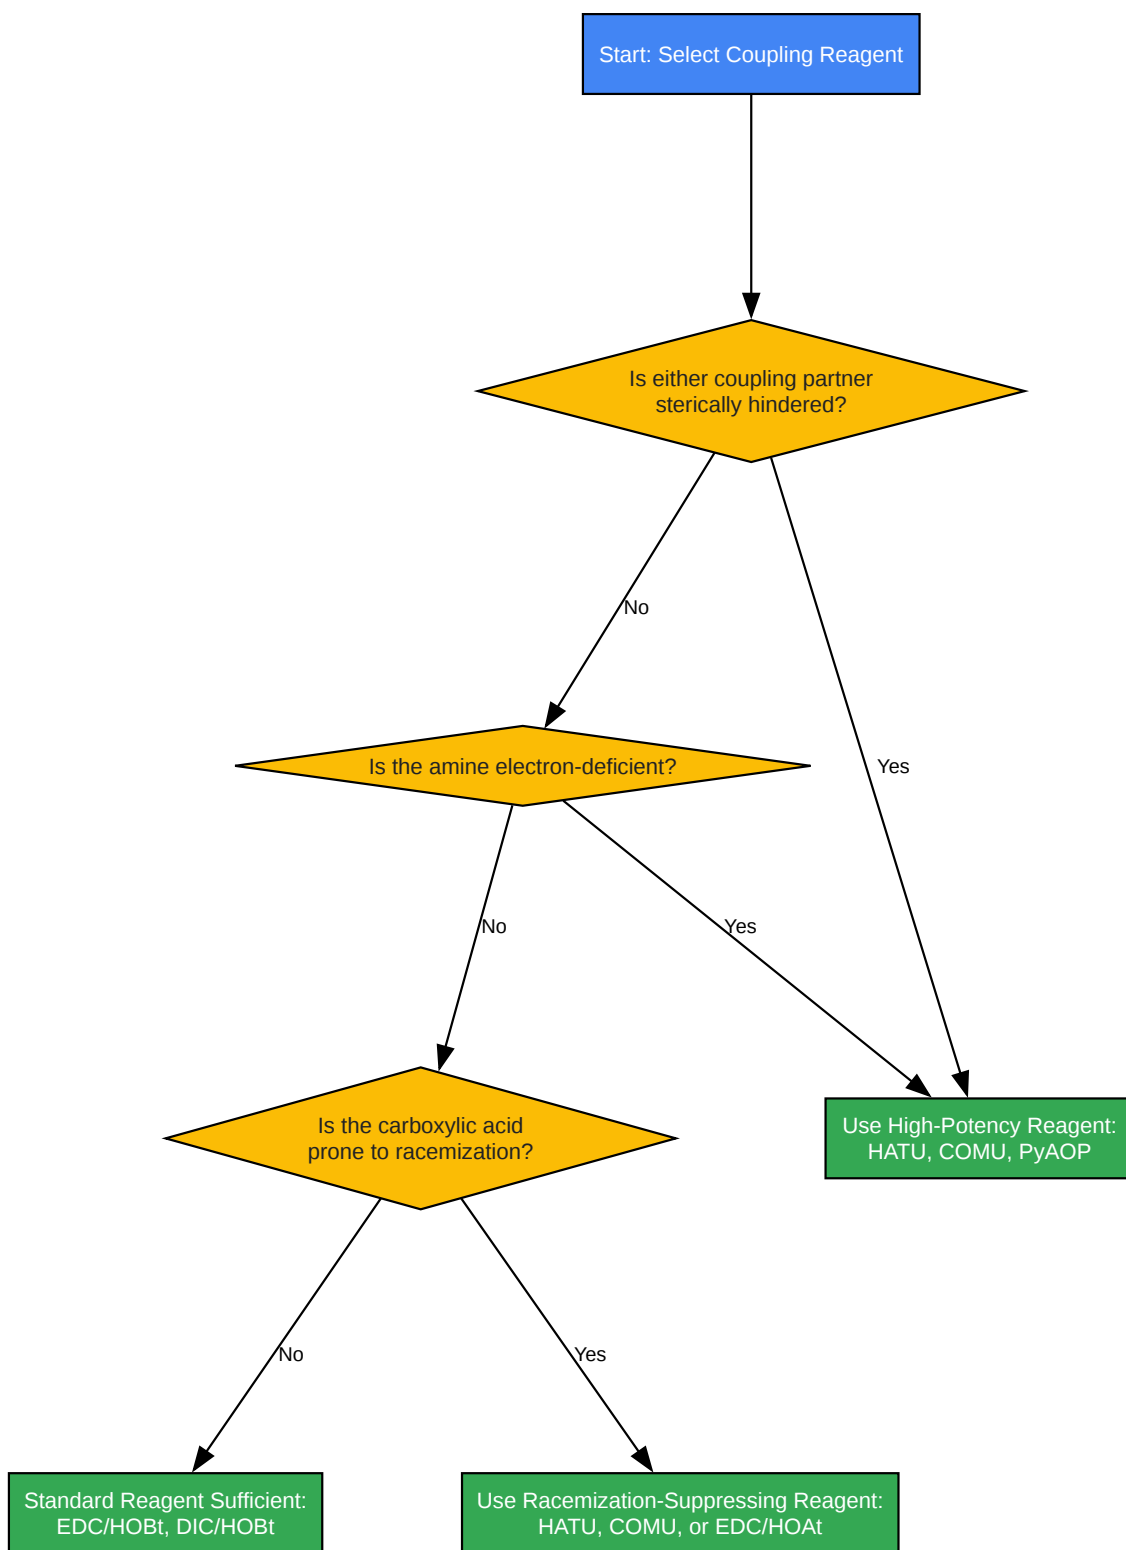 Start: Select Coupling Reagent
Is either coupling partner
sterically hindered?
No
Yes
Is the amine electron-deficient?
No
Yes
Is the carboxylic acid
prone to racemization?
Use High-Potency Reagent:
HATU, COMU, PyAOP
No
Yes
Standard Reagent Sufficient:
EDC/HOBt, DIC/HOBt
Use Racemization-Suppressing Reagent:
HATU, COMU, or EDC/HOAt